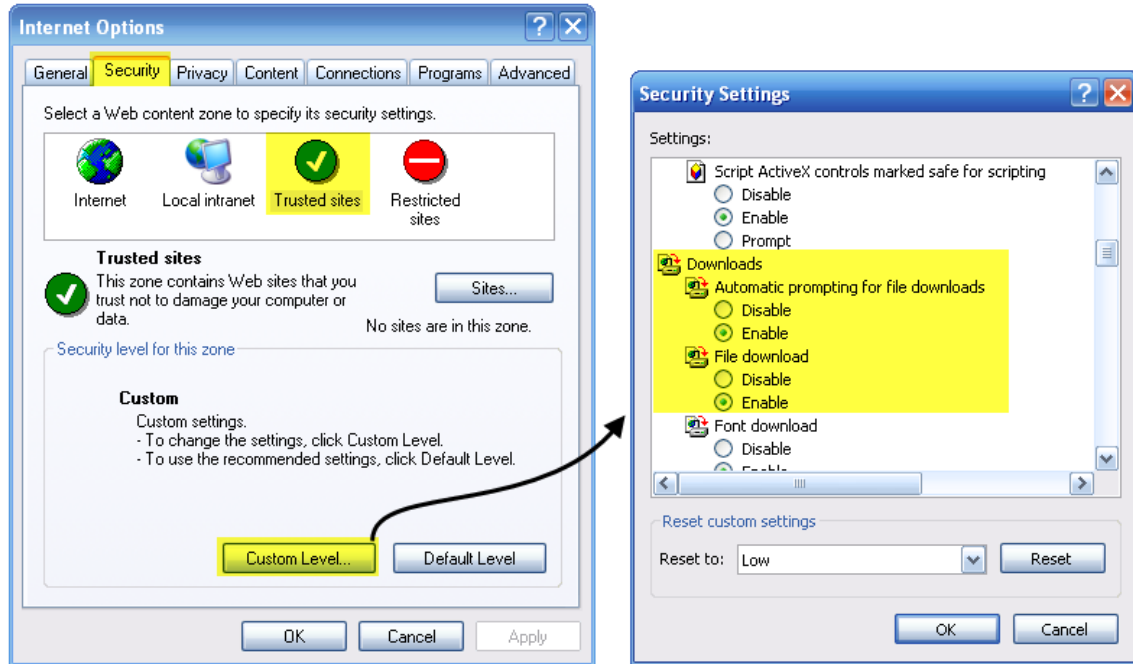 Internet Options
General Security Privacy Content Connections Programs Advanced
Select a Web content zone to specify its security settings.
Internet
Local intranet
Trusted sites
Restricted
sites
Trusted sites
This zone contains Web sites that you
trust not to damage your computer or
data.
Sites...
No sites are in this zone.
Security level for this zone
Custom
Custom settings.
- To change the settings, click Custom Level.
- To use the recommended settings, click Default Level.
Custom Level...
Default Level
OK
Cancel
Apply
Security Settings
Settings:
Script ActiveX controls marked safe for scripting
Disable
Enable
Prompt
Downloads
Automatic prompting for file downloads
Disable
Enable
File download
Disable
Enable
Font download
Disable
Enable
Reset custom settings
Reset to:
Low
Reset
OK
Cancel